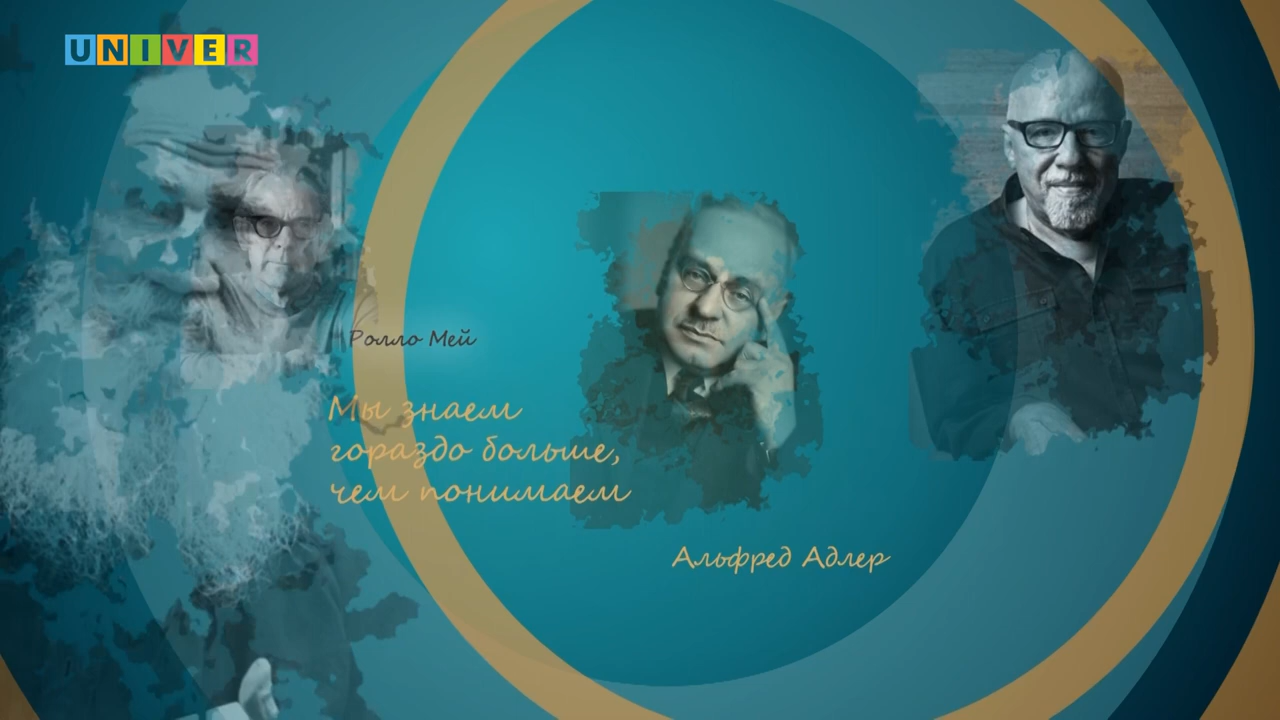 UNIVER
Ролло Мей
Мы знаем
гораздо больше,
чем понимаем
Альфред Адлер